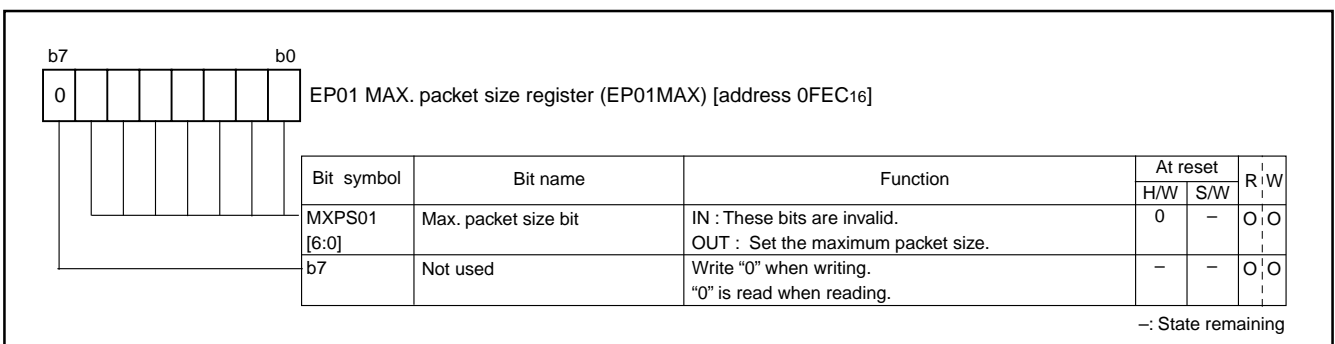 b7 b0
0
EP01 MAX. packet size register (EP01MAX) [address 0FEC16]
Bit symbol Bit name Function At reset R W
H/W S/W
MXPS01 Max. packet size bit IN : These bits are invalid. 0 – O O
[6:0] OUT : Set the maximum packet size.
b7 Not used Write “0” when writing. – – O O
“0” is read when reading.
–: State remaining